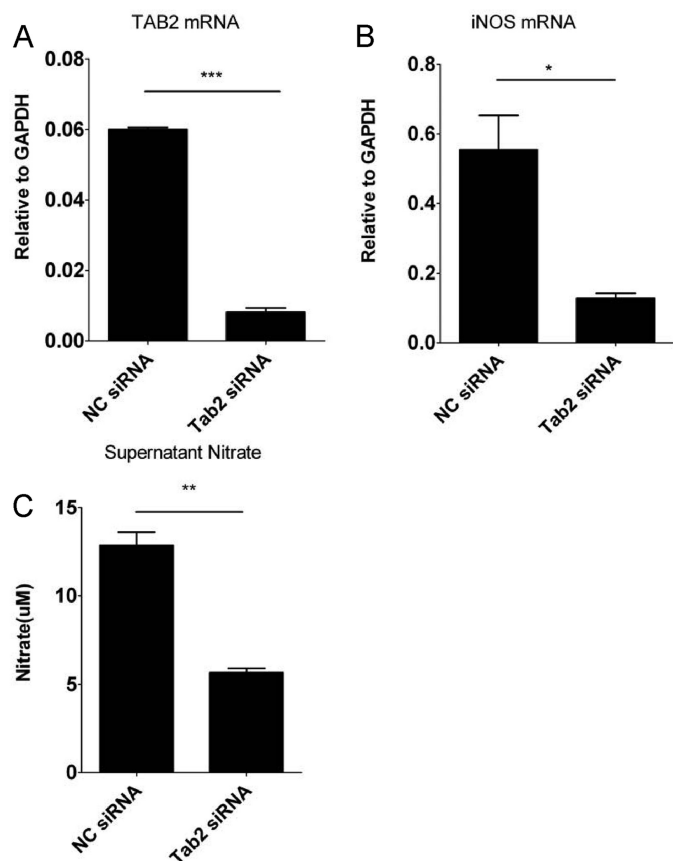 A
TAB2 mRNA
***
Relative to GAPDH
0.08
0.06
0.04
0.02
0.00
NC siRNA
Tab2 siRNA
B
iNOS mRNA
*
Relative to GAPDH
0.8
0.6
0.4
0.2
0.0
NC siRNA
Tab2 siRNA
C
Supernatant Nitrate
**
Nitrate(uM)
15
10
5
0
NC siRNA
Tab2 siRNA